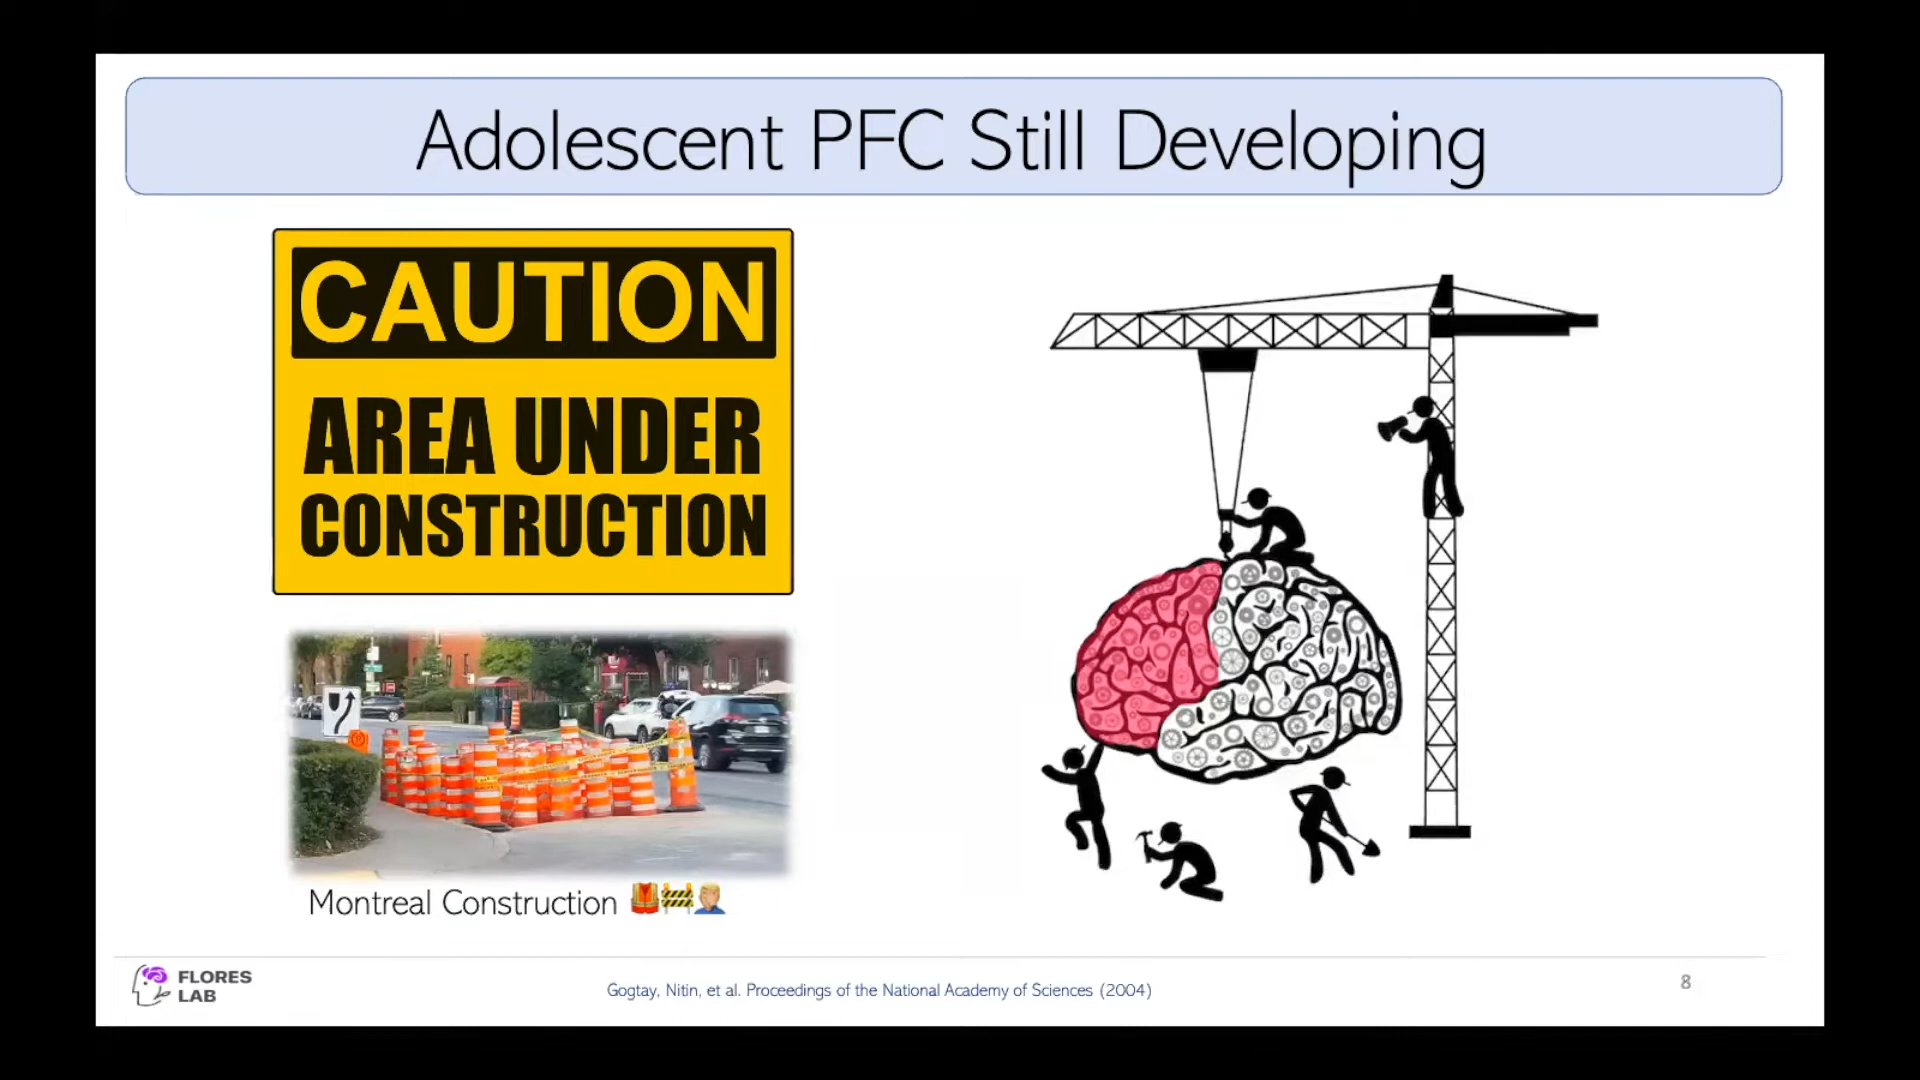 Adolescent PFC Still Developing
CAUTION
AREA UNDER
CONSTRUCTION
Montreal Construction 🦺🚧🤦🏼‍♂️
FLORES
LAB
Gogtay, Nitin, et al. Proceedings of the National Academy of Sciences (2004)
8